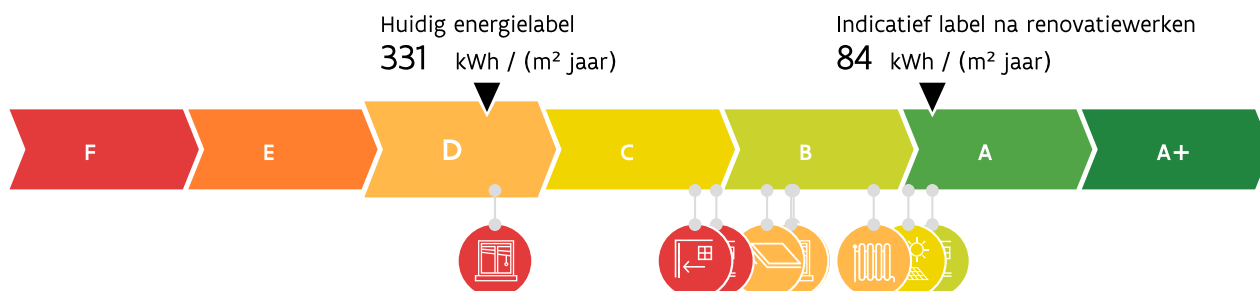 Huidig energielabel
331 kWh / (m² jaar)
Indicatief label na renovatiewerken
84 kWh / (m² jaar)
F E D C B A A+